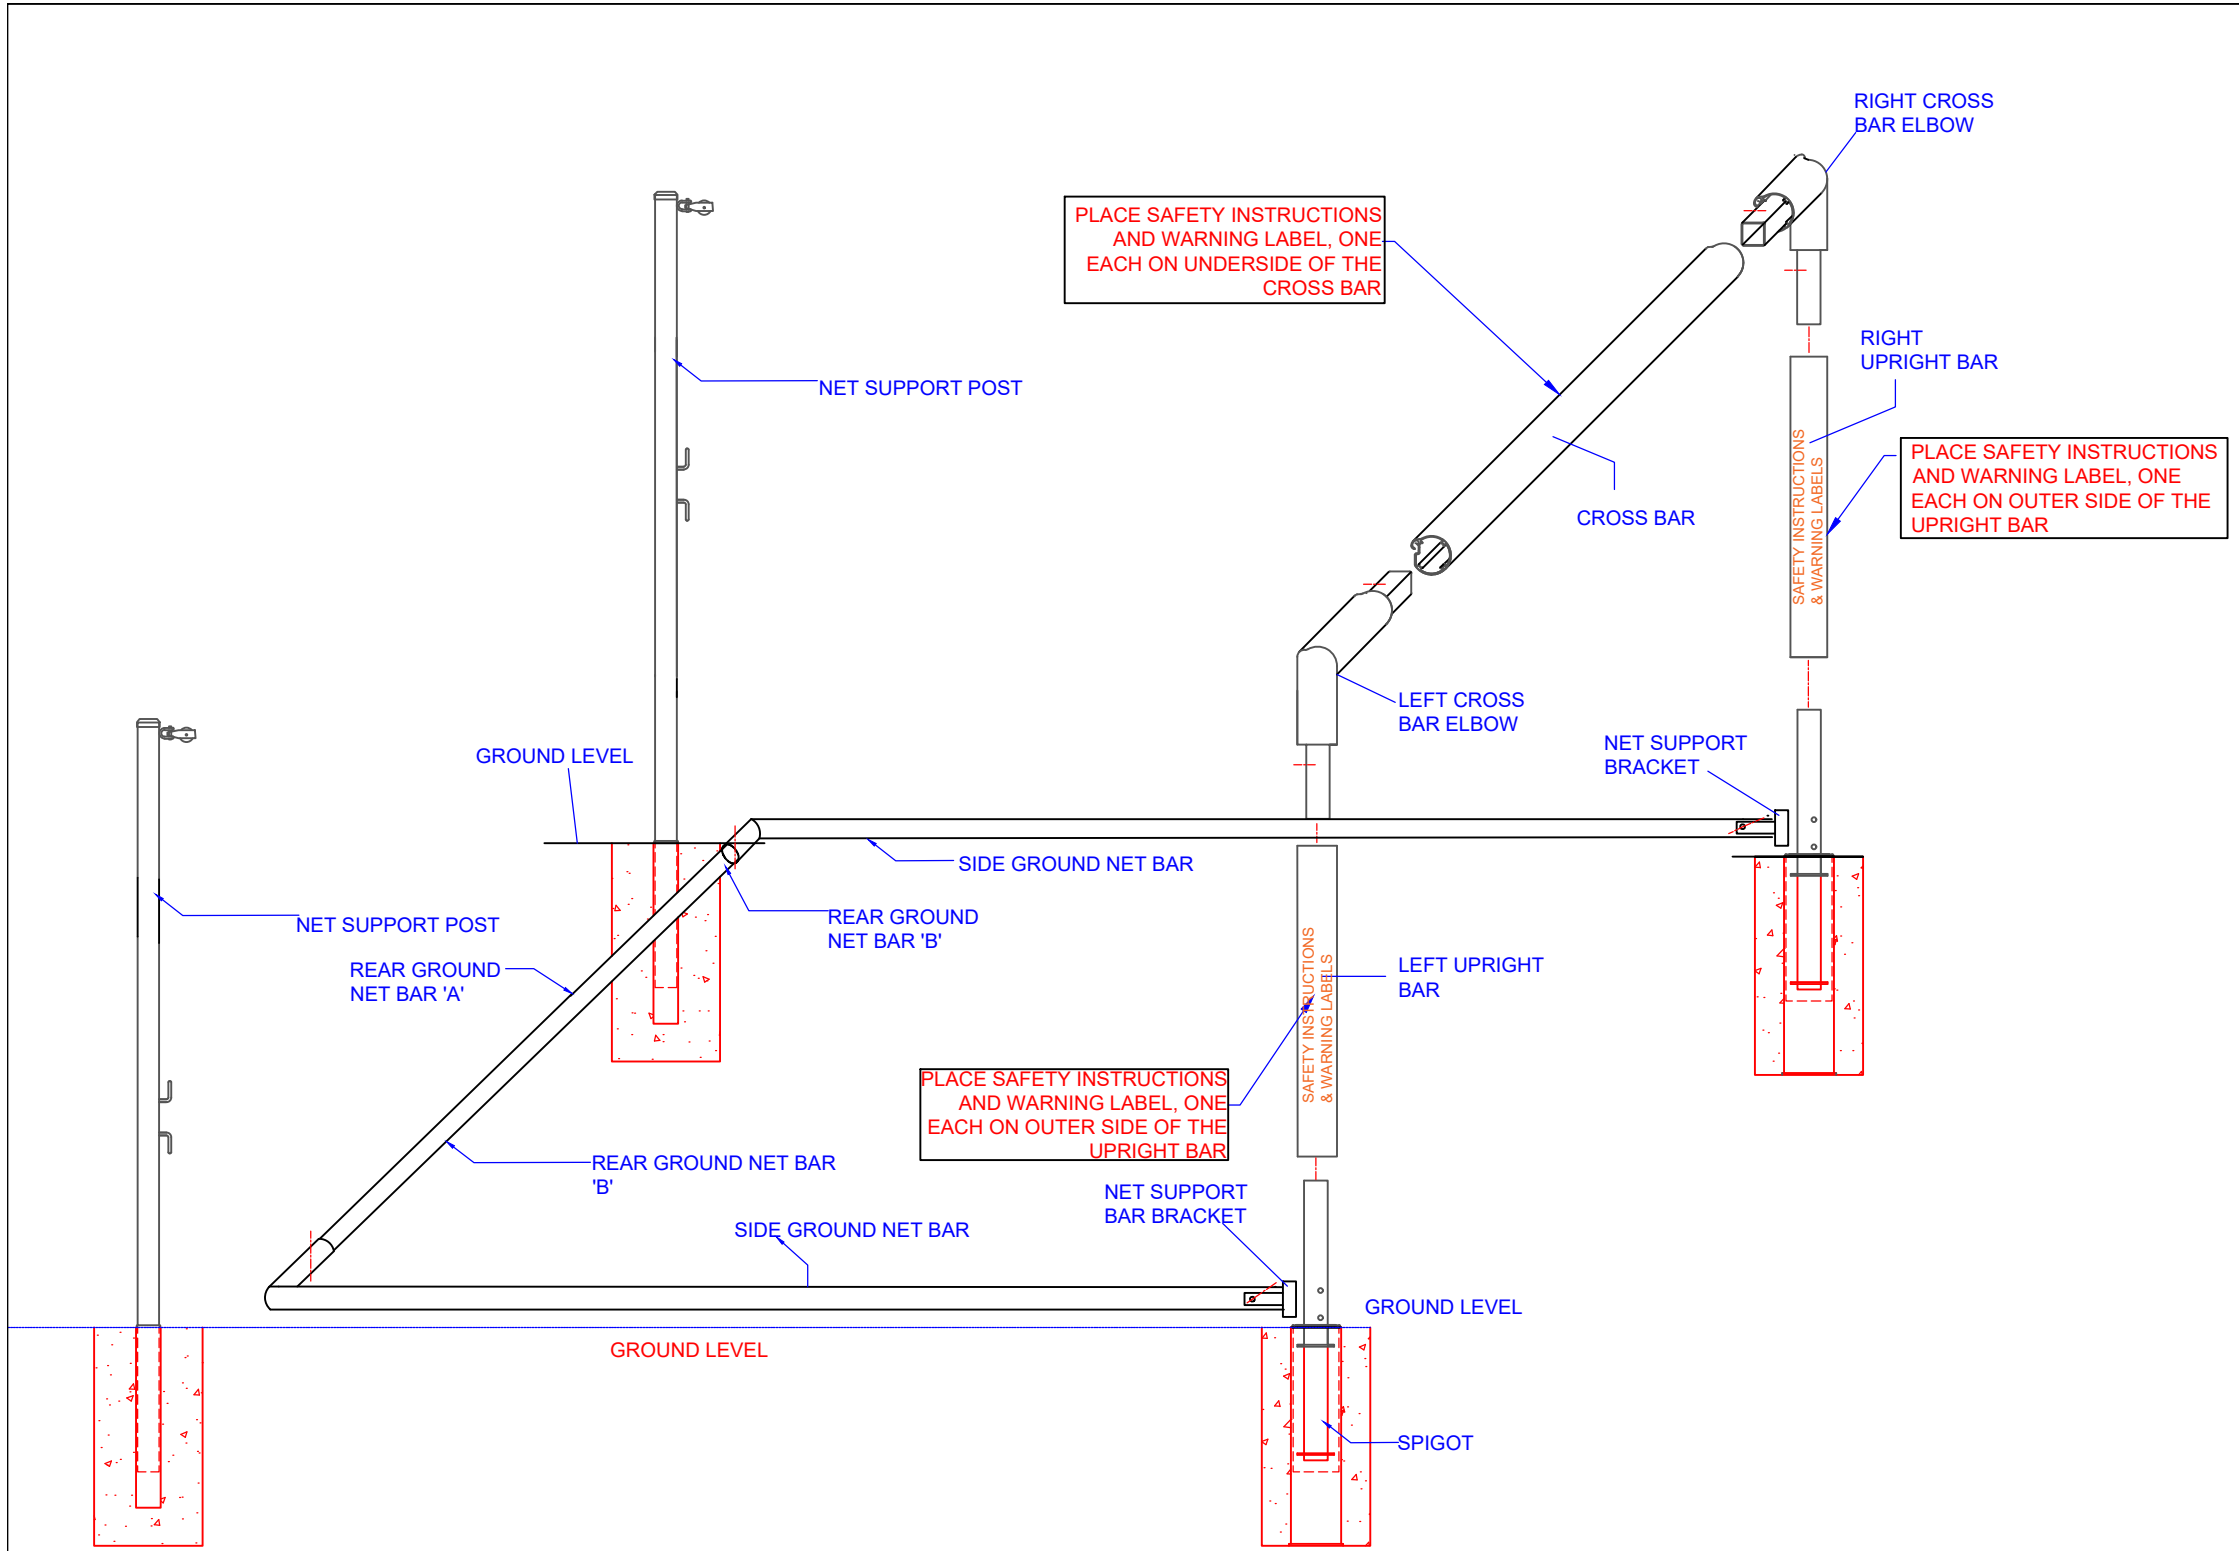 RIGHT CROSS
BAR ELBOW
PLACE SAFETY INSTRUCTIONS
AND WARNING LABEL, ONE
EACH ON UNDERSIDE OF THE
CROSS BAR
RIGHT
UPRIGHT BAR
NET SUPPORT POST
PLACE SAFETY INSTRUCTIONS
AND WARNING LABEL, ONE
EACH ON OUTER SIDE OF THE
UPRIGHT BAR
SAFETY INSTRUCTIONS
& WARNING LABELS
CROSS BAR
LEFT CROSS
BAR ELBOW
NET SUPPORT
BRACKET
GROUND LEVEL
SIDE GROUND NET BAR
NET SUPPORT POST
REAR GROUND
NET BAR 'B'
REAR GROUND
NET BAR 'A'
LEFT UPRIGHT
BAR
SAFETY INSTRUCTIONS
& WARNING LABELS
PLACE SAFETY INSTRUCTIONS
AND WARNING LABEL, ONE
EACH ON OUTER SIDE OF THE
UPRIGHT BAR
REAR GROUND NET BAR
'B'
NET SUPPORT
BAR BRACKET
SIDE GROUND NET BAR
GROUND LEVEL
GROUND LEVEL
SPIGOT